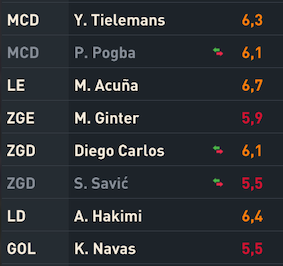 MCD Y. Tielemans 6,3
MCD P. Pogba 6,1
LE M. Acuña 6,7
ZGE M. Ginter 5,9
ZGD Diego Carlos 6,1
ZGD S. Savić 5,5
LD A. Hakimi 6,4
GOL K. Navas 5,5